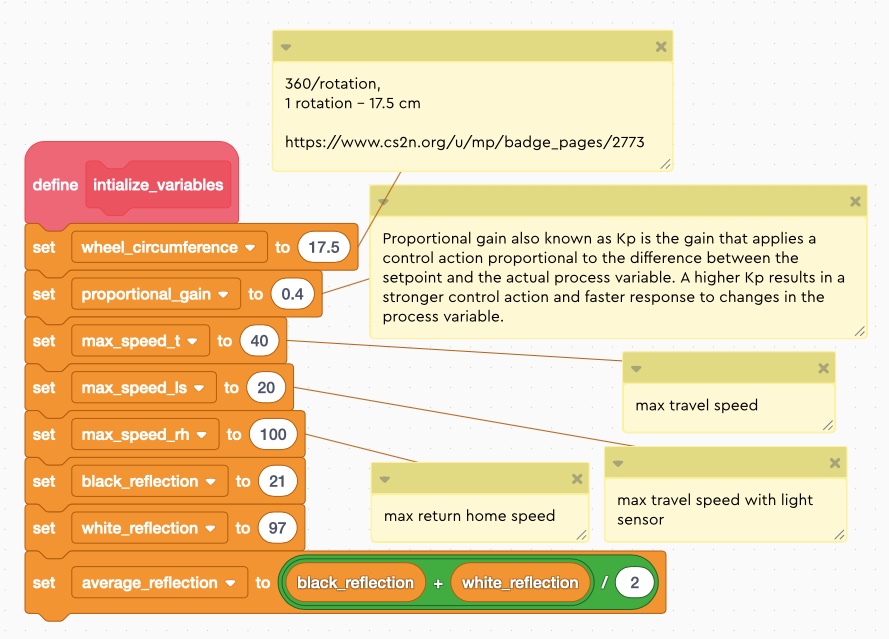 360/rotation,
1 rotation - 17.5 cm
https://www.cs2n.org/u/mp/badge_pages/2773
define intialize_variables
set wheel_circumference to 17.5
Proportional gain also known as Kp is the gain that applies a
control action proportional to the difference between the
setpoint and the actual process variable. A higher Kp results in a
stronger control action and faster response to changes in the
process variable.
set proportional_gain to 0.4
set max_speed_t to 40
max travel speed
set max_speed_ls to 20
max travel speed with light
sensor
set max_speed_rh to 100
max return home speed
set black_reflection to 21
set white_reflection to 97
set average_reflection to black_reflection + white_reflection / 2